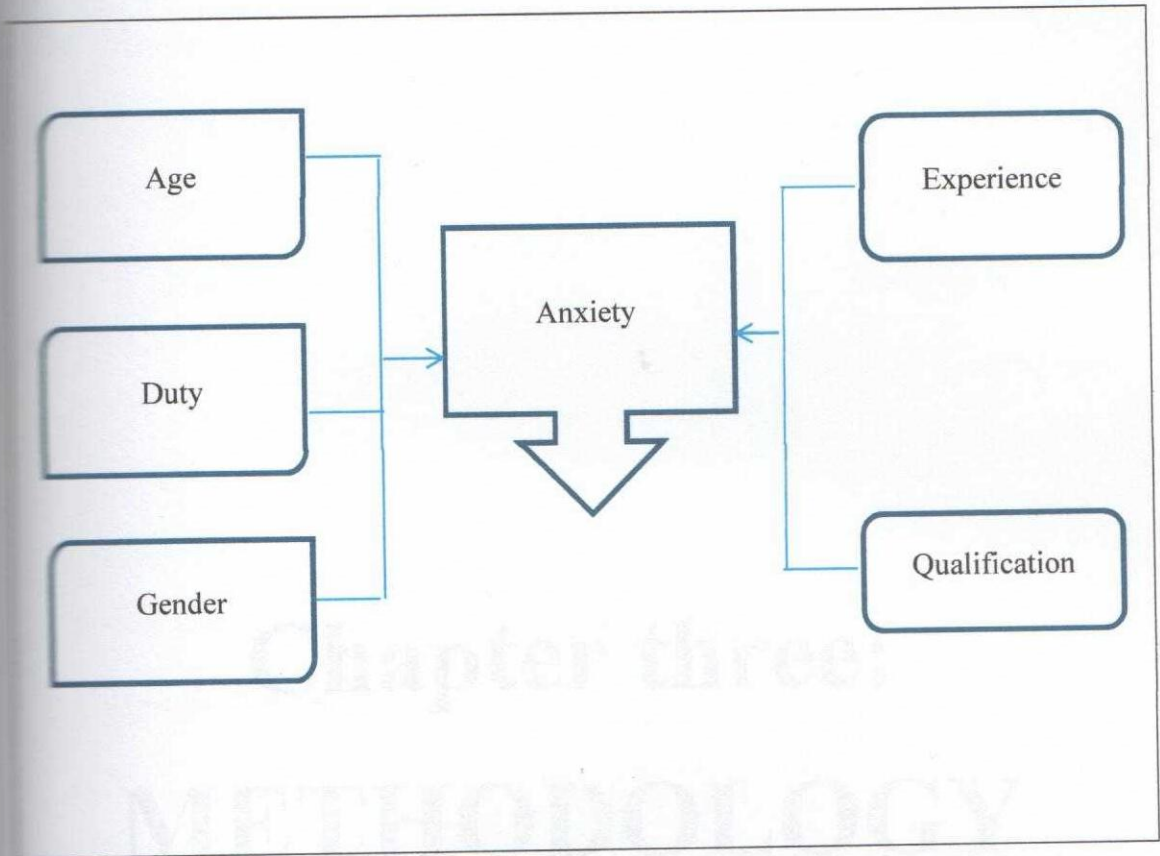 Age
Experience
Anxiety
Duty
Qualification
Gender
Chapter three:
METHODOLOGY